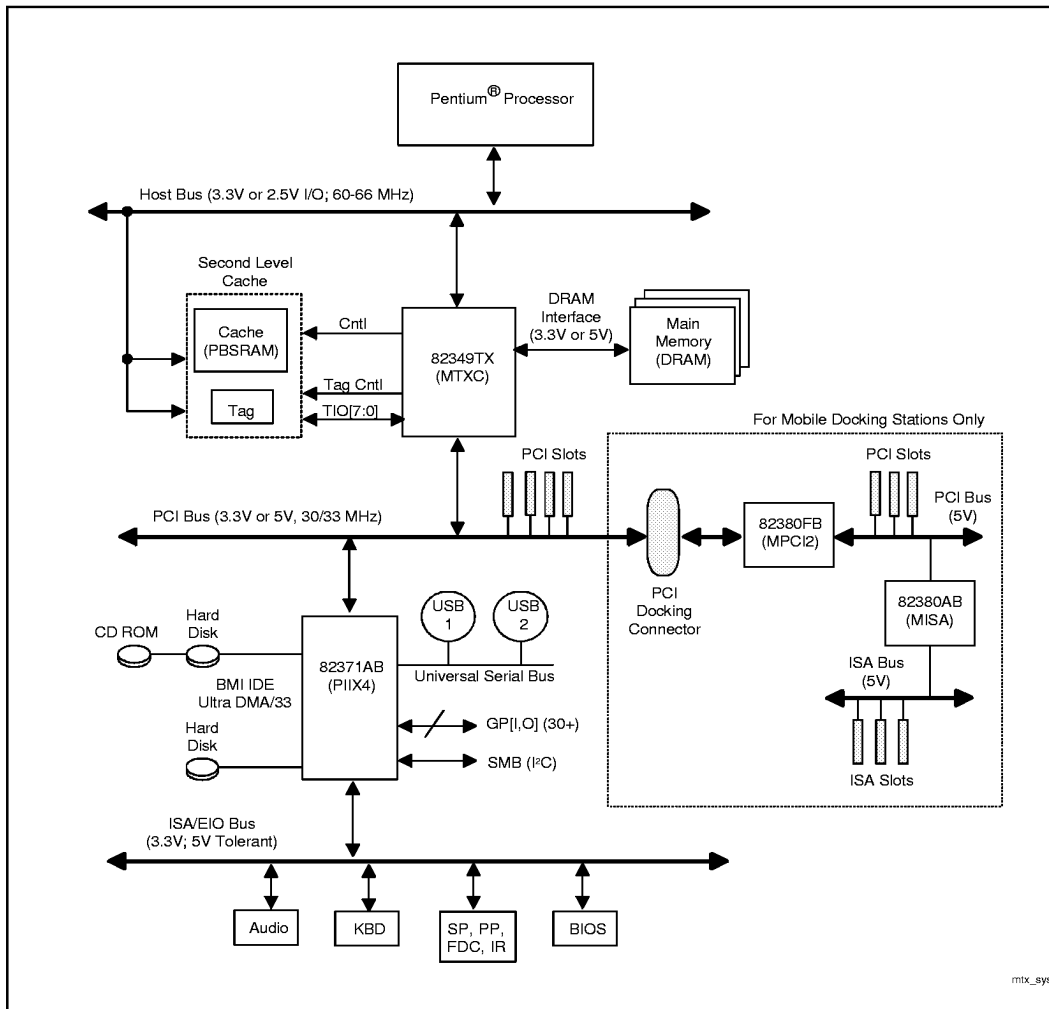 Pentium® Processor
Host Bus (3.3V or 2.5V I/O; 60-66 MHz)
Second Level
Cache
Cache
(PBSRAM)
Tag
Cntl
Tag Cntl
TIO[7:0]
82349TX
(MTXC)
DRAM
Interface
(3.3V or 5V)
Main
Memory
(DRAM)
For Mobile Docking Stations Only
PCI Slots
PCI Slots
PCI Bus
(5V)
PCI Bus (3.3V or 5V, 30/33 MHz)
82380FB
(MPCI2)
PCI
Docking
Connector
82380AB
(MISA)
ISA Bus
(5V)
ISA Slots
CD ROM
Hard
Disk
BMI IDE
Ultra DMA/33
Hard
Disk
82371AB
(PIIX4)
USB
1
USB
2
Universal Serial Bus
GP[I,O] (30+)
SMB (I²C)
ISA/EIO Bus
(3.3V; 5V Tolerant)
Audio
KBD
SP, PP,
FDC, IR
BIOS
mtx_sys